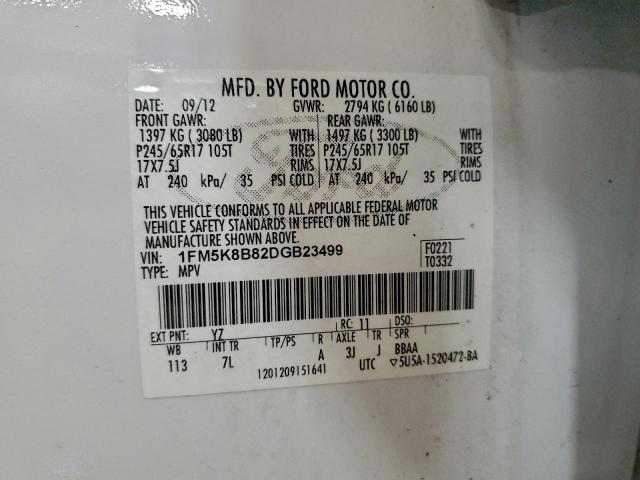 MFD. BY FORD MOTOR CO.
DATE: 09/12 GVWR: 2794 KG ( 6160 LB)
FRONT GAWR: REAR GAWR:
1397 KG ( 3080 LB) WITH 1497 KG ( 3300 LB) WITH
P245/65R17 105T TIRES P245/65R17 105T TIRES
17X7.5J RIMS 17X7.5J RIMS
AT 240 kPa/ 35 PSI COLD AT 240 kPa/ 35 PSI COLD
THIS VEHICLE CONFORMS TO ALL APPLICABLE FEDERAL MOTOR
VEHICLE SAFETY STANDARDS IN EFFECT ON THE DATE OF
MANUFACTURE SHOWN ABOVE.
VIN: 1FM5K8B82DGB23499 F0221
TYPE: MPV T0332
EXT PNT: YZ RC: 11 DSO:
WB INT TR TP/PS R AXLE TR SPR
113 7L A 3J J BBAA
1201209151641 UTC ▽5U5A-1520472-BA
Ford